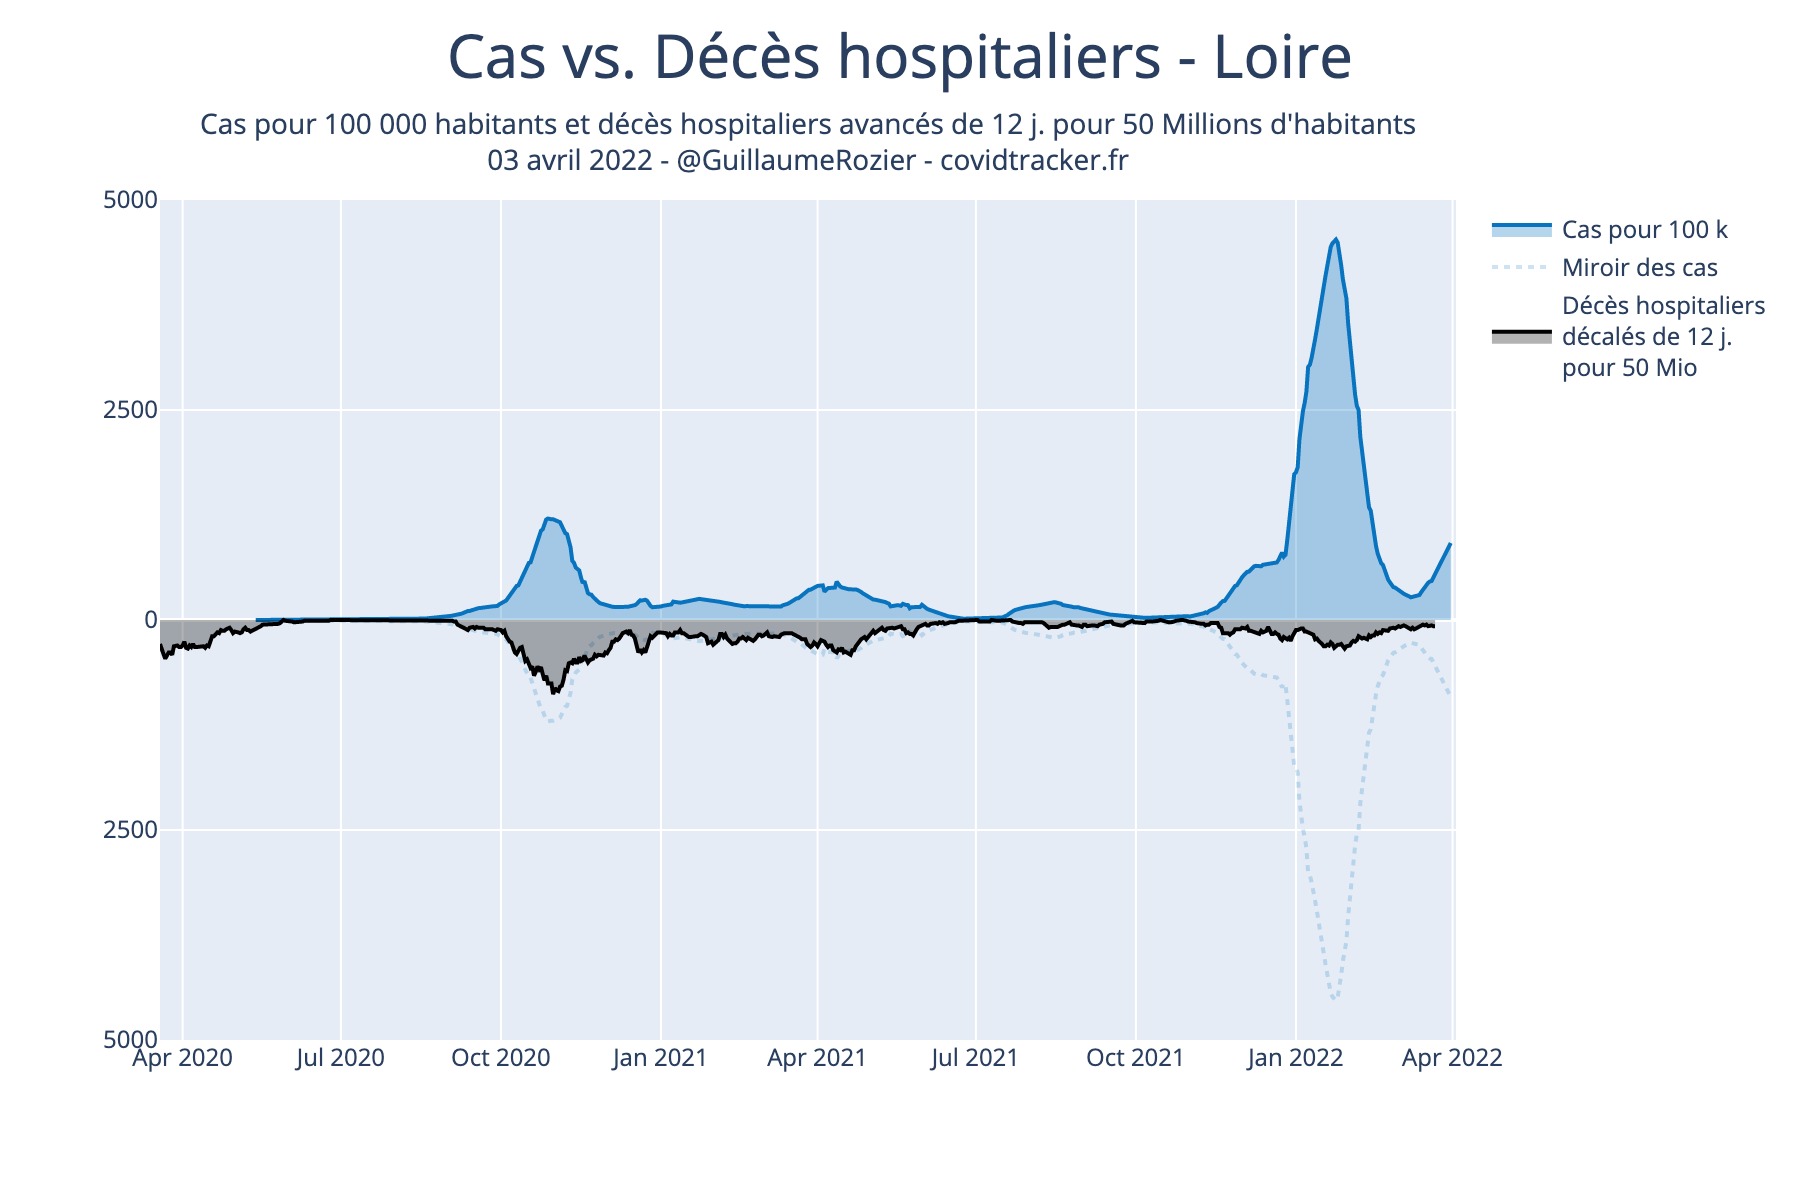 Cas vs. Décès hospitaliers - Loire
Cas pour 100 000 habitants et décès hospitaliers avancés de 12 j. pour 50 Millions d'habitants
03 avril 2022 - @GuillaumeRozier - covidtracker.fr
5000
2500
0
2500
5000
Apr 2020 Jul 2020 Oct 2020 Jan 2021 Apr 2021 Jul 2021 Oct 2021 Jan 2022 Apr 2022
Cas pour 100 k
Miroir des cas
Décès hospitaliers
décalés de 12 j.
pour 50 Mio